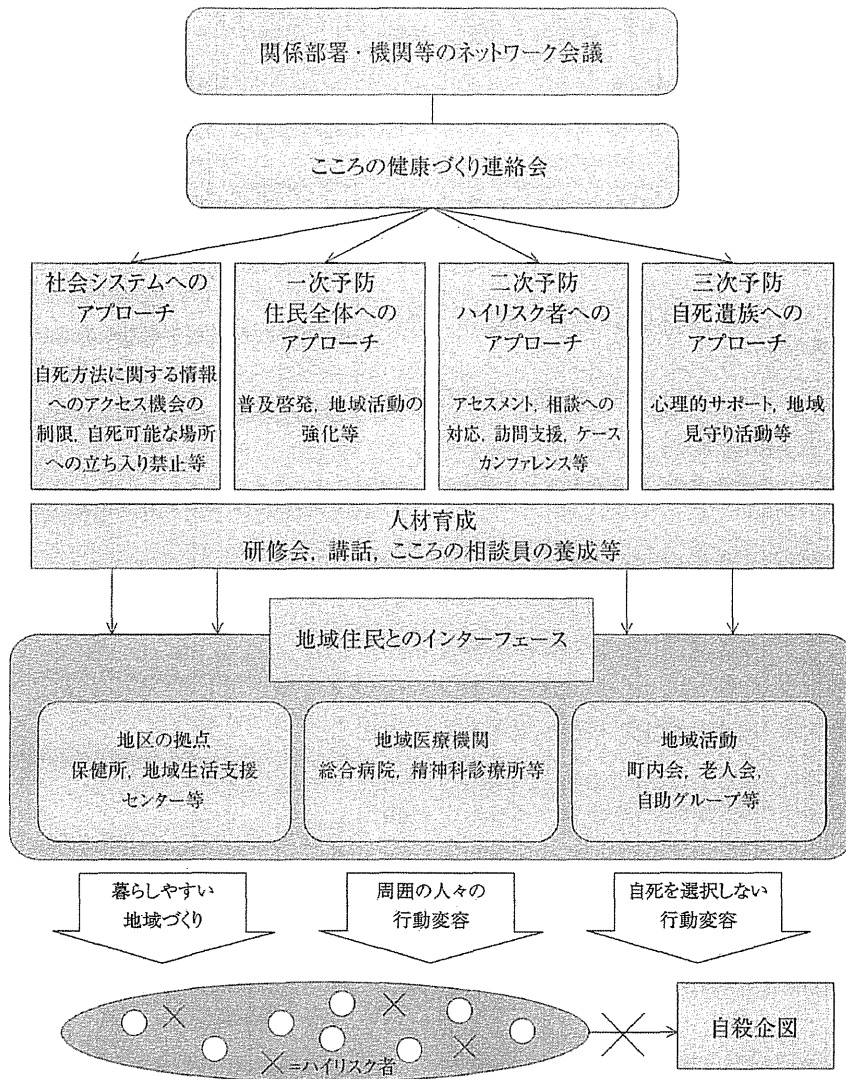 関係部署・機関等のネットワーク会議
こころの健康づくり連絡会
社会システムへの
アプローチ
自死方法に関する情報
へのアクセス機会の
制限, 自死可能な場所
への立ち入り禁止等
一次予防
住民全体への
アプローチ
普及啓発, 地域活動の
強化等
二次予防
ハイリスク者への
アプローチ
アセスメント, 相談への
対応, 訪問支援, ケース
カンファレンス等
三次予防
自死遺族への
アプローチ
心理的サポート, 地域
見守り活動等
人材育成
研修会, 講話, こころの相談員の養成等
地域住民とのインターフェース
地区の拠点
保健所, 地域生活支援
センター等
地域医療機関
総合病院, 精神科診療所等
地域活動
町内会, 老人会,
自助グループ等
暮らしやすい
地域づくり
周囲の人々の
行動変容
自死を選択しない
行動変容
=ハイリスク者
自殺企図